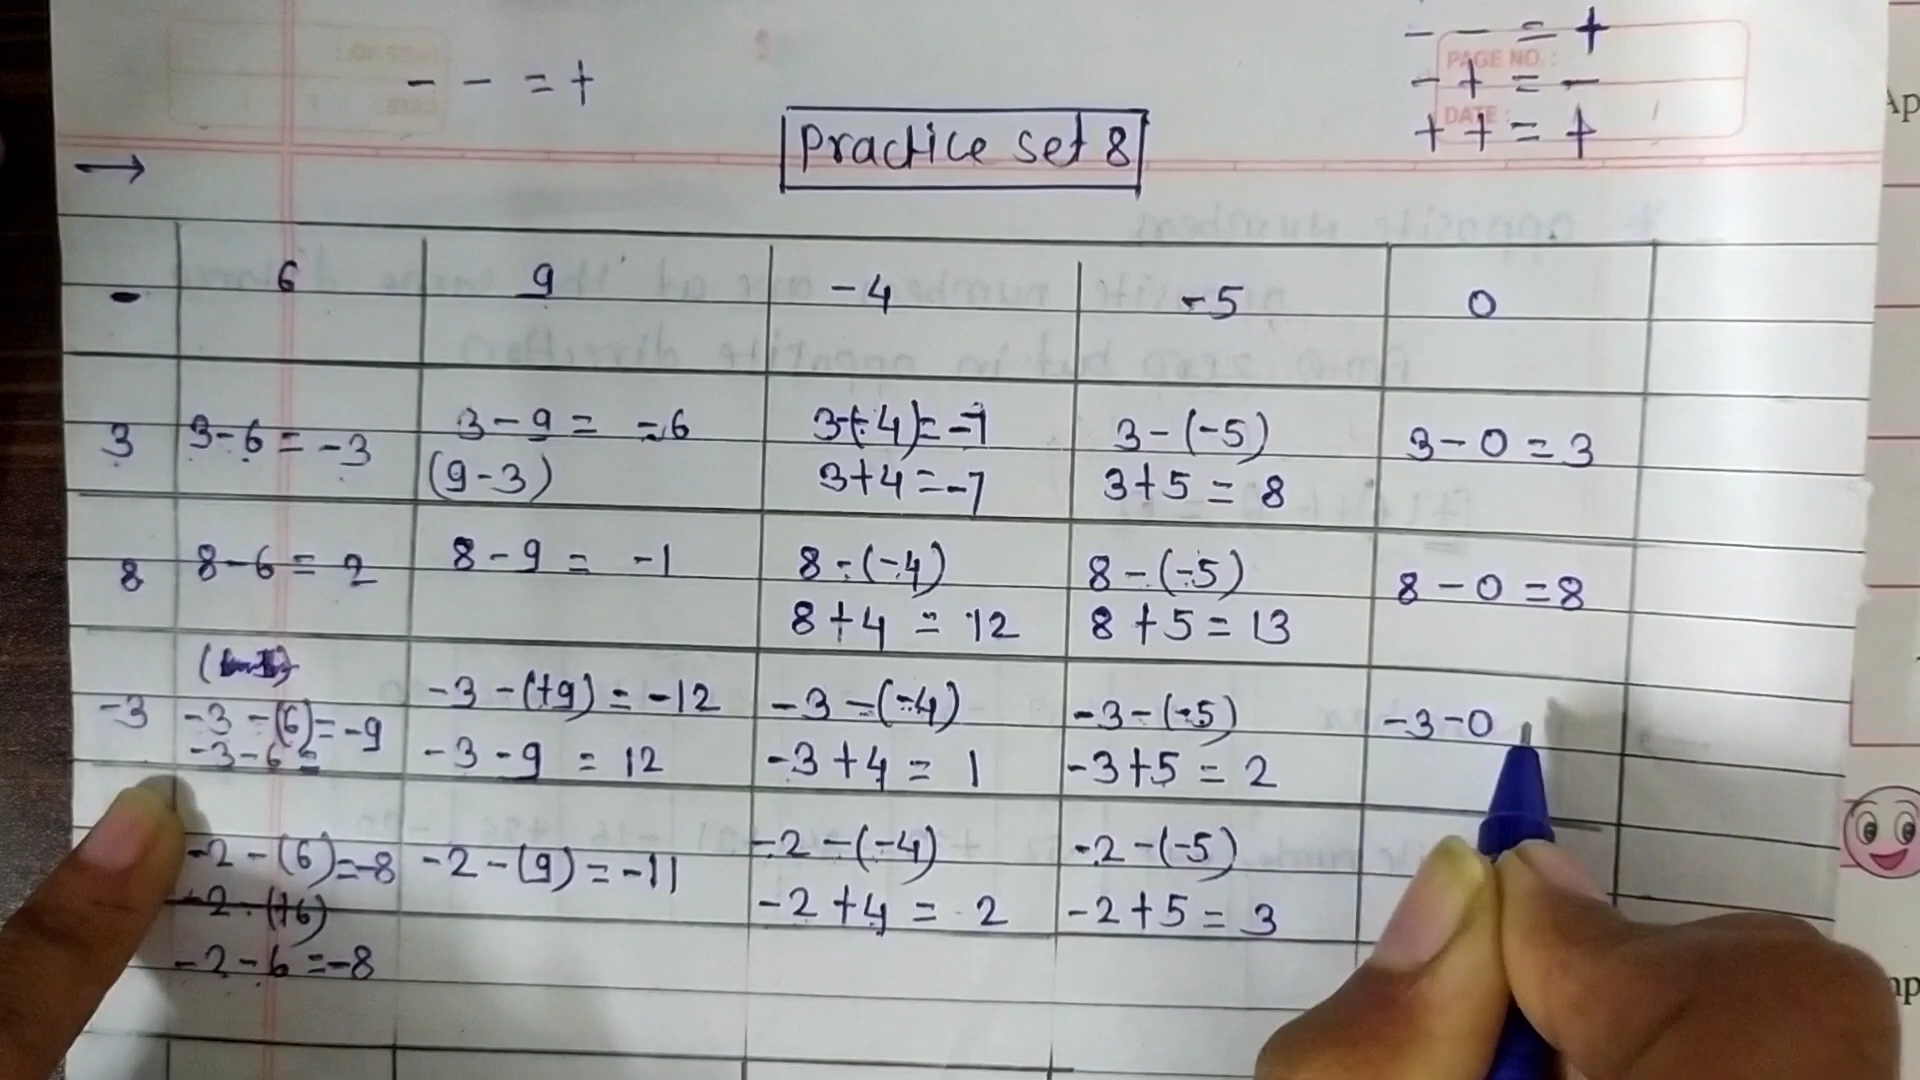 - - = +
- - = +
- + = -
+ + = +
PAGE NO. :
DATE :
Practice set 8
→
- 6 9 -4 -5 0
3 3-6 = -3 3-9 = -6 3-(-4)= -7 3-(-5) 3-0 = 3
(9-3) 3+4 = -7 3+5 = 8
8 8-6 = 2 8-9 = -1 8-(-4) 8-(-5) 8-0 = 8
8+4 = 12 8+5 = 13
-3 -3-(6)= -9 -3-(+9) = -12 -3-(-4) -3-(-5) -3-0
-3-6 = -3-9 = 12 -3+4 = 1 -3+5 = 2
-2-(6)=-8 -2-(9) = -11 -2-(-4) -2-(-5)
-2-(+6) -2+4 = 2 -2+5 = 3
-2-6 = -8
Ap